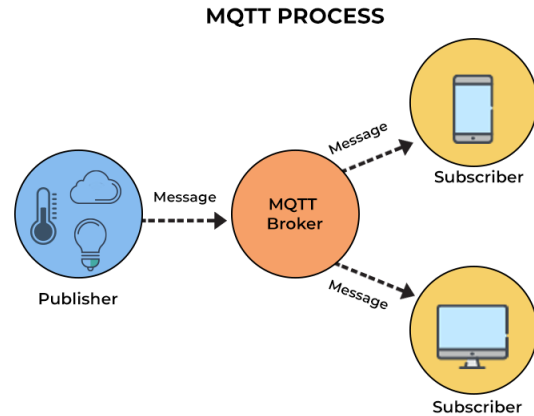 MQTT PROCESS
Message
Subscriber
Message
MQTT
Broker
Publisher
Message
Subscriber